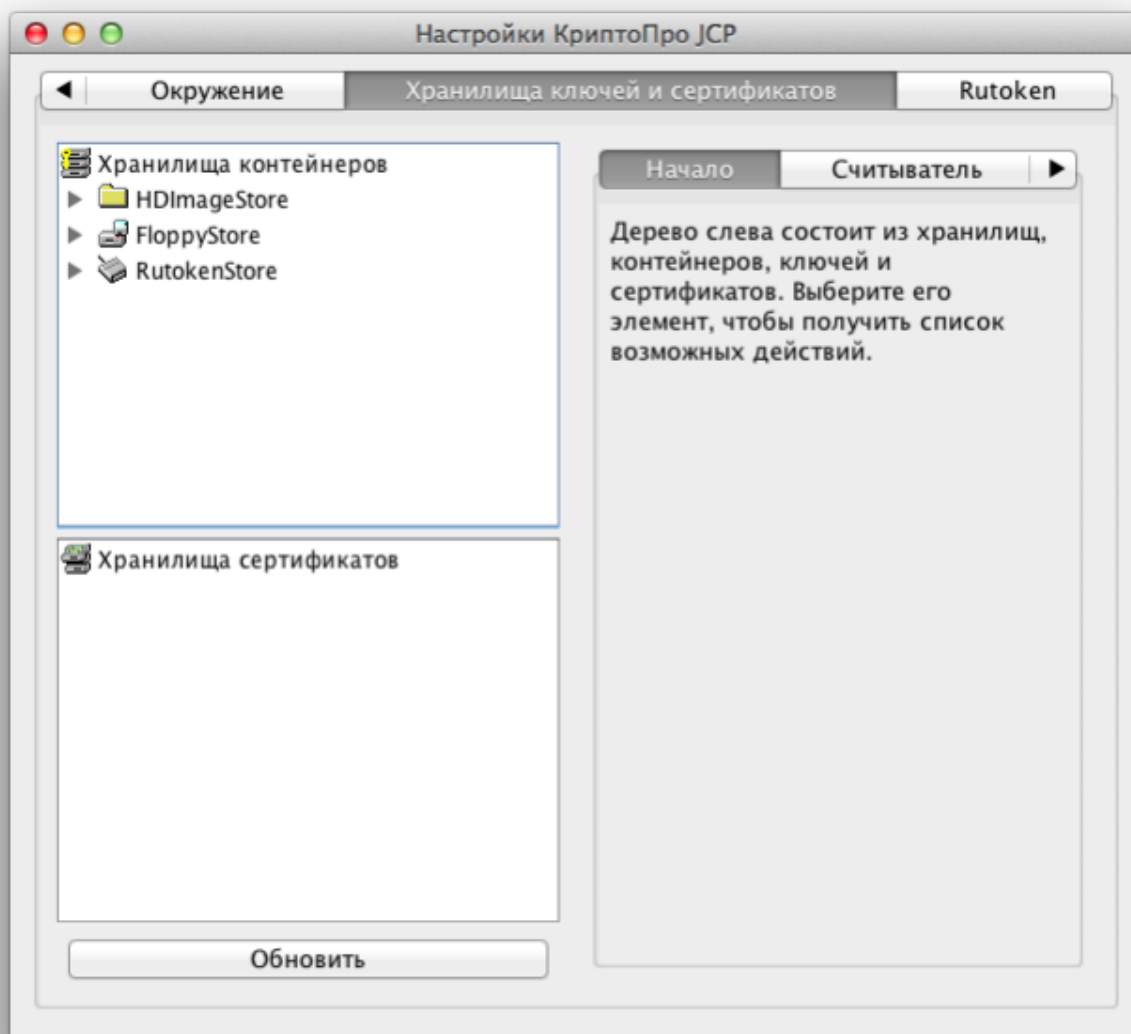 Настройки КриптоПро JCP
Окружение
Хранилища ключей и сертификатов
Rutoken
Хранилища контейнеров
HDImageStore
FloppyStore
RutokenStore
Хранилища сертификатов
Обновить
Начало
Считыватель
Дерево слева состоит из хранилищ,
контейнеров, ключей и
сертификатов. Выберите его
элемент, чтобы получить список
возможных действий.